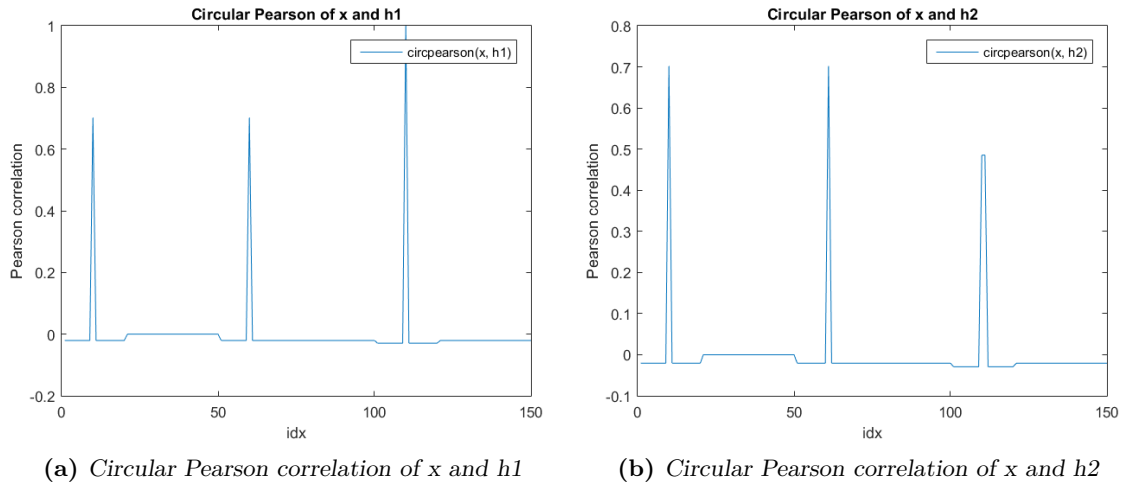 Circular Pearson of x and h1
circpearson(x, h1)
Pearson correlation
1
0.8
0.6
0.4
0.2
0
-0.2
0
50
100
150
idx
(a) Circular Pearson correlation of x and h1
Circular Pearson of x and h2
circpearson(x, h2)
Pearson correlation
0.8
0.7
0.6
0.5
0.4
0.3
0.2
0.1
0
-0.1
0
50
100
150
idx
(b) Circular Pearson correlation of x and h2